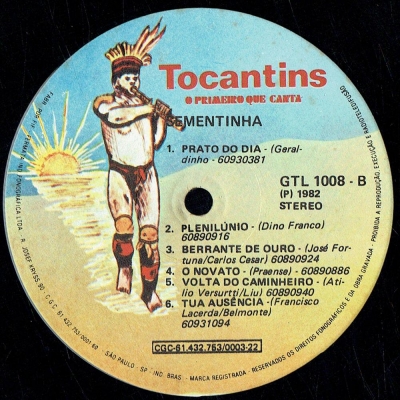 Tocantins
O PRIMEIRO QUE CANTA
SEMENTINHA
1. PRATO DO DIA - (Geral-
dinho - 60930381
GTL 1008 - B
(P) 1982
STEREO
2. PLENILÚNIO - (Dino Franco)
60890916
3. BERRANTE DE OURO - (José For-
tuna/Carlos Cesar) 60890924
4. O NOVATO - (Praense) - 60890886
5. VOLTA DO CAMINHEIRO - (Ati-
lio Versurtti/Liu) 60890940
6. TUA AUSÊNCIA - (Francisco
Lacerda/Belmonte)
60931094
CGC-61.432.753/0003-22
SÃO PAULO - SP - IND. BRAS. - MARCA REGISTRADA - RESERVADOS OS DIREITOS FONOGRÁFICOS E DA OBRA GRAVADA - PROIBIDA A REPRODUÇÃO, EXECUÇÃO E RADIOTELEDIFUSÃO